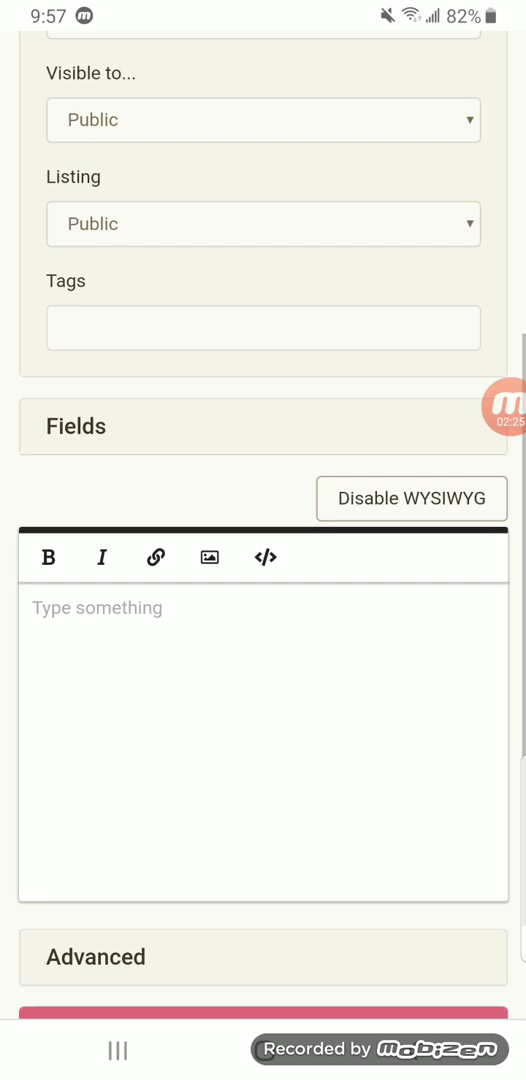 9:57 82%
Visible to...
Public
Listing
Public
Tags
Fields
02:25
Disable WYSIWYG
B I </>
Type something
Advanced
Recorded by mobizen